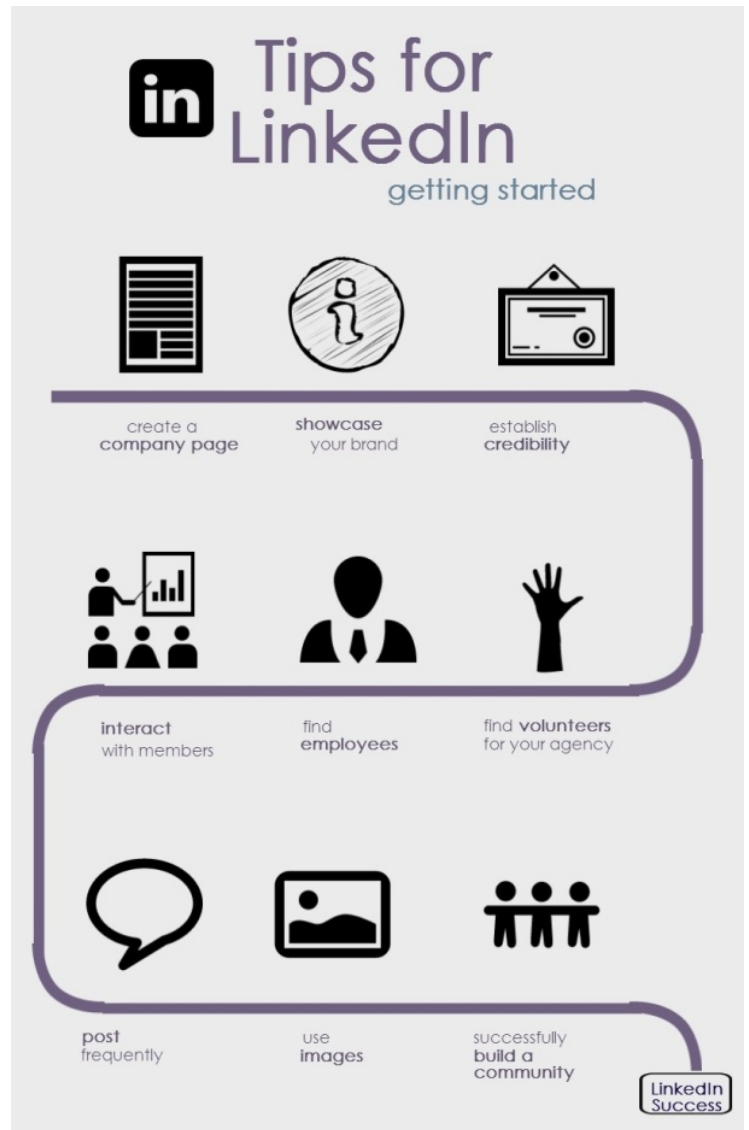 in
Tips for
LinkedIn
getting started
create a
company page
showcase
your brand
establish
credibility
interact
with members
find
employees
find volunteers
for your agency
post
frequently
use
images
successfully
build a
community
LinkedIn
Success